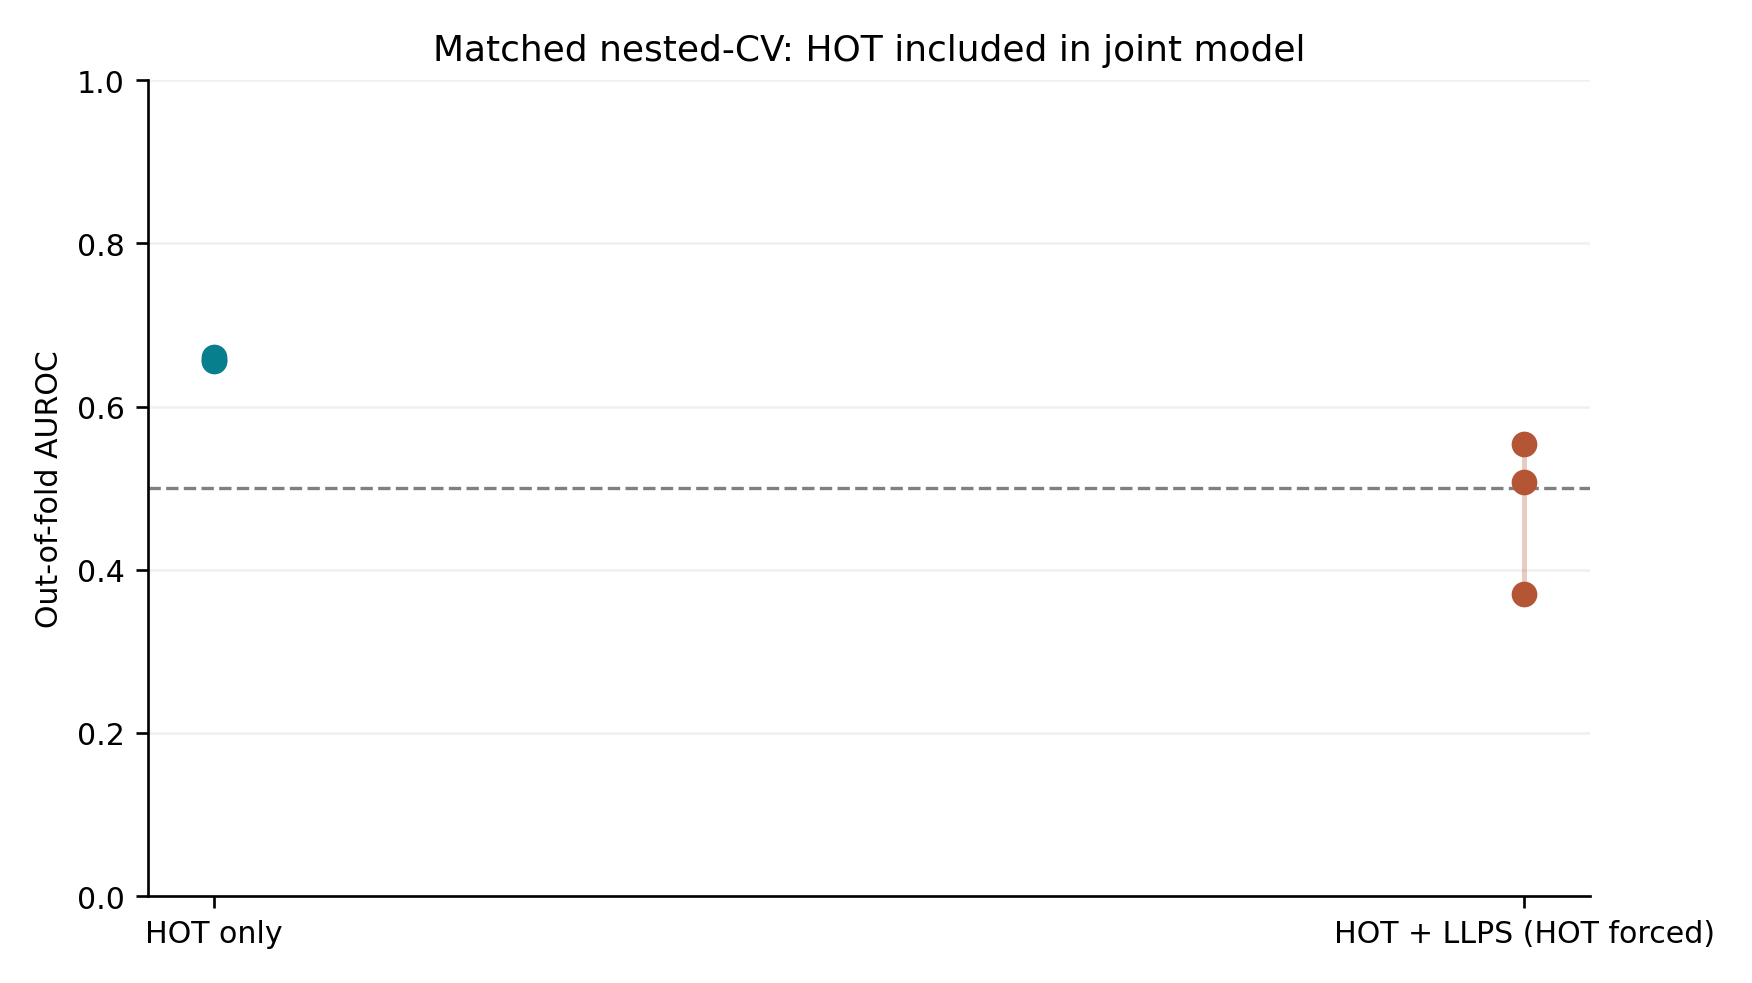 Matched nested-CV: HOT included in joint model
1.0
0.8
0.6
0.4
0.2
0.0
Out-of-fold AUROC
HOT only
HOT + LLPS (HOT forced)